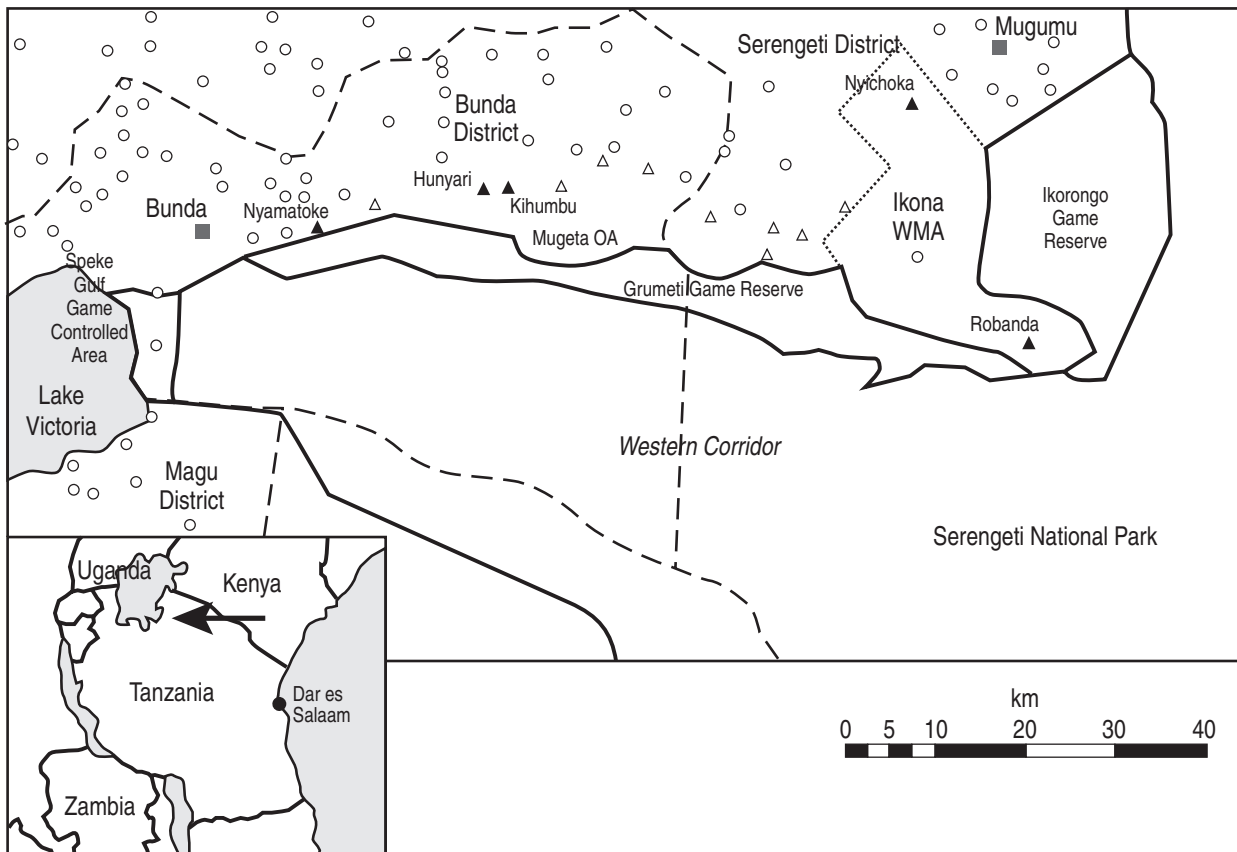 Serengeti District
Mugumu
Nyichoka
Bunda
District
Hunyari
Kihumbu
Bunda
Nyamatoke
Mugeta OA
Ikona
WMA
Ikorongo
Game
Reserve
Speke
Gulf
Game
Controlled
Area
Grumeti Game Reserve
Robanda
Lake
Victoria
Western Corridor
Magu
District
Serengeti National Park
Uganda
Kenya
Tanzania
Dar es
Salaam
Zambia
km
0 5 10 20 30 40